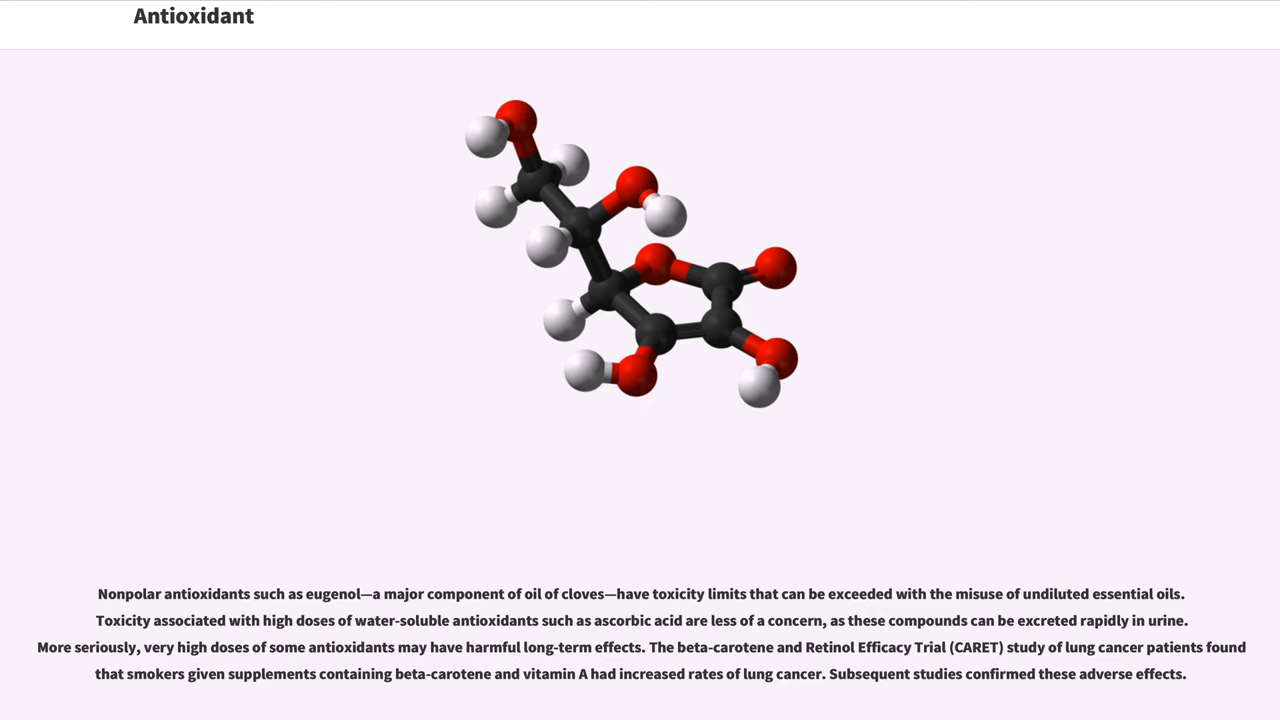 Antioxidant
Nonpolar antioxidants such as eugenol—a major component of oil of cloves—have toxicity limits that can be exceeded with the misuse of undiluted essential oils.
Toxicity associated with high doses of water-soluble antioxidants such as ascorbic acid are less of a concern, as these compounds can be excreted rapidly in urine.
More seriously, very high doses of some antioxidants may have harmful long-term effects. The beta-carotene and Retinol Efficacy Trial (CARET) study of lung cancer patients found
that smokers given supplements containing beta-carotene and vitamin A had increased rates of lung cancer. Subsequent studies confirmed these adverse effects.